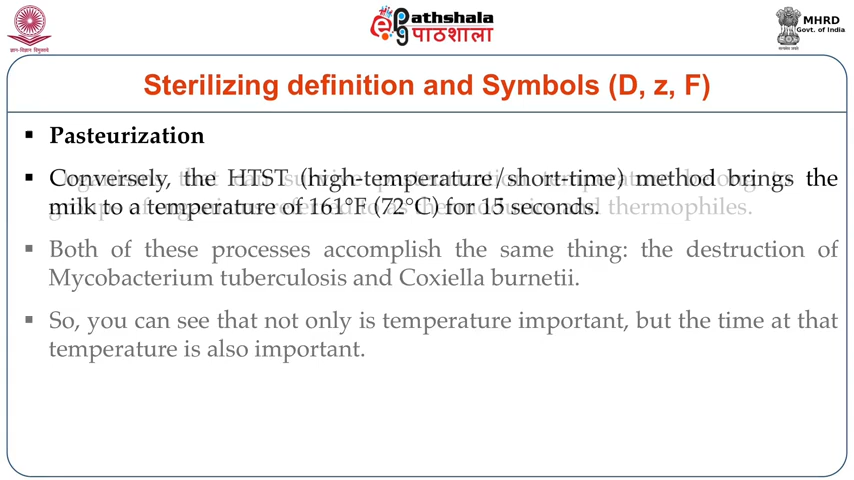 ज्ञान-विज्ञान विमुक्तये
e Pathshala
पाठशाला
MHRD
Govt. of India
Sterilizing definition and Symbols (D, z, F)
▪ Pasteurization
▪ Conversely, the HTST (high-temperature/short-time) method brings the
milk to a temperature of 161°F (72°C) for 15 seconds.
thermophiles.
▪ Both of these processes accomplish the same thing: the destruction of
Mycobacterium tuberculosis and Coxiella burnetii.
▪ So, you can see that not only is temperature important, but the time at that
temperature is also important.